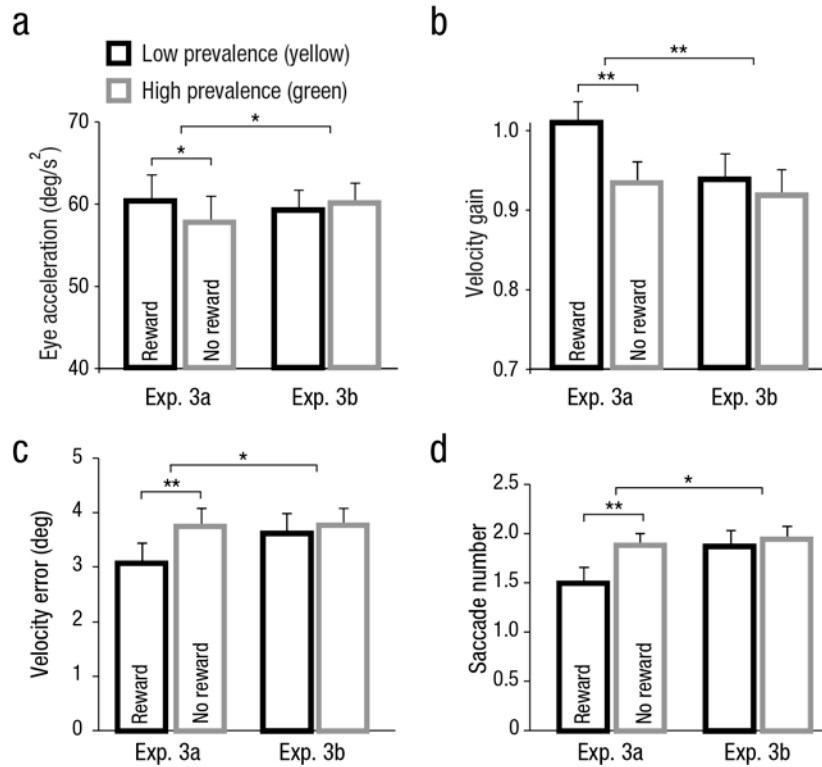 a
Low prevalence (yellow)
High prevalence (green)
Eye acceleration (deg/s²)
70
60
50
40
*
*
Reward
No reward
Exp. 3a
Exp. 3b
b
Velocity gain
1.0
0.9
0.8
0.7
**
**
Reward
No reward
Exp. 3a
Exp. 3b
c
Velocity error (deg)
5
4
3
2
1
0
*
**
Reward
No reward
Exp. 3a
Exp. 3b
d
Saccade number
2.5
2.0
1.5
1.0
0.5
0
*
**
Reward
No reward
Exp. 3a
Exp. 3b